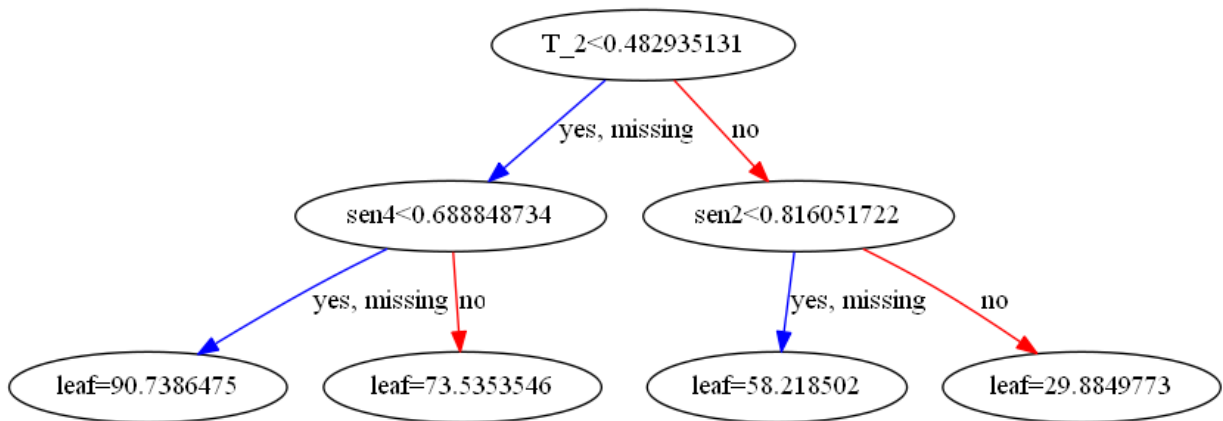 T_2<0.482935131
yes, missing
no
sen4<0.688848734
sen2<0.816051722
yes, missing
no
yes, missing
no
leaf=90.7386475
leaf=73.5353546
leaf=58.218502
leaf=29.8849773